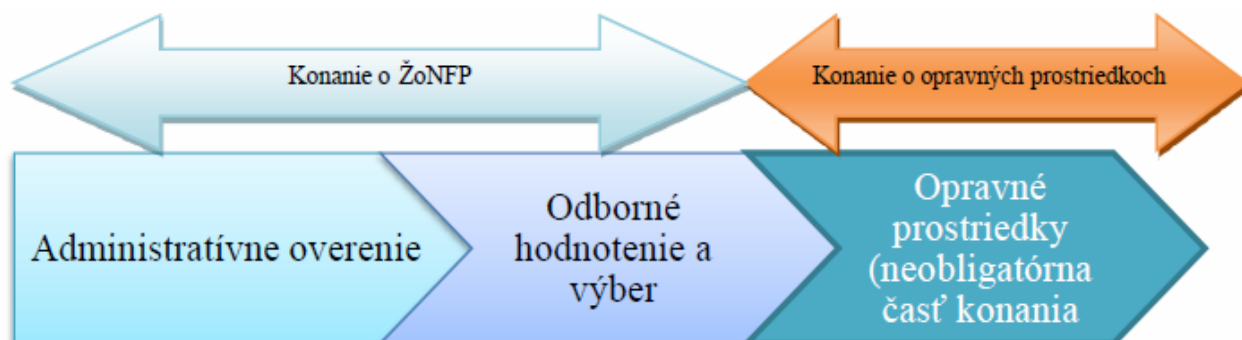 Konanie o ŽoNFP
Konanie o opravných prostriedkoch
Administratívne overenie
Odborné
hodnotenie a
výber
Opravné
prostriedky
(neobligatórna
časť konania